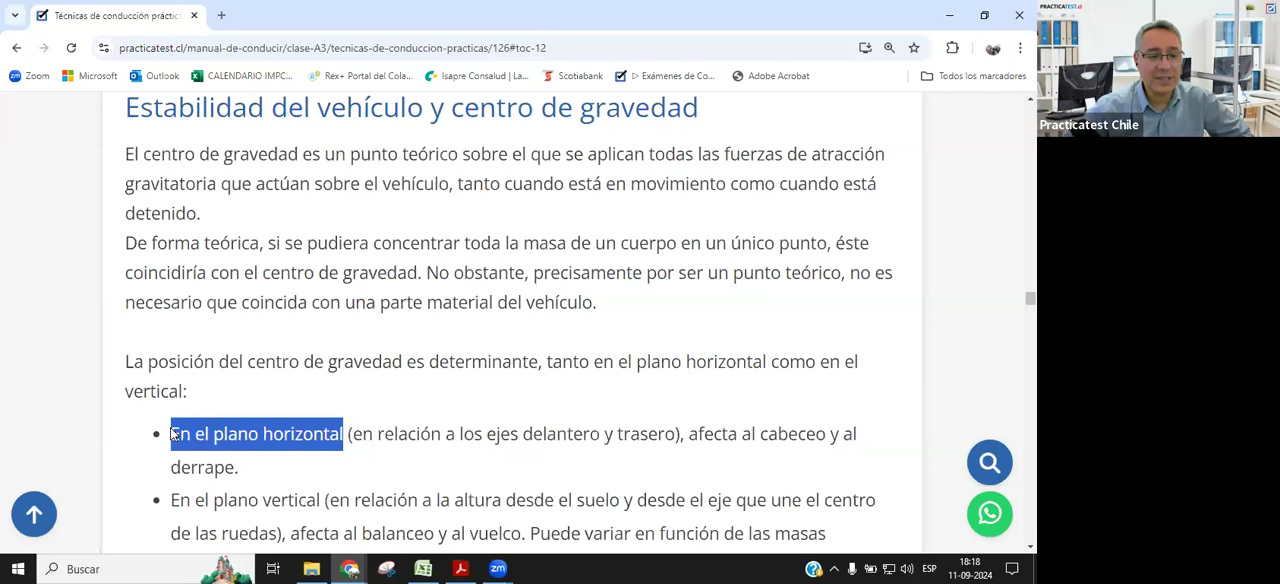 Técnicas de conducción práctic
practicatest.cl/manual-de-conducir/clase-A3/tecnicas-de-conduccion-practicas/126#toc-12
Zoom
Microsoft
Outlook
CALENDARIO IMPC...
Rex+ Portal del Cola...
Isapre Consalud | La...
Scotiabank
▷ Exámenes de Co...
Adobe Acrobat
Todos los marcadores
PRACTICATEST.cl
Practicatest Chile
Estabilidad del vehículo y centro de gravedad
El centro de gravedad es un punto teórico sobre el que se aplican todas las fuerzas de atracción
gravitatoria que actúan sobre el vehículo, tanto cuando está en movimiento como cuando está
detenido.
De forma teórica, si se pudiera concentrar toda la masa de un cuerpo en un único punto, éste
coincidiría con el centro de gravedad. No obstante, precisamente por ser un punto teórico, no es
necesario que coincida con una parte material del vehículo.
La posición del centro de gravedad es determinante, tanto en el plano horizontal como en el
vertical:
• En el plano horizontal (en relación a los ejes delantero y trasero), afecta al cabeceo y al
derrape.
• En el plano vertical (en relación a la altura desde el suelo y desde el eje que une el centro
de las ruedas), afecta al balanceo y al vuelco. Puede variar en función de las masas
Buscar
zm
ESP
18:18
11-09-2024